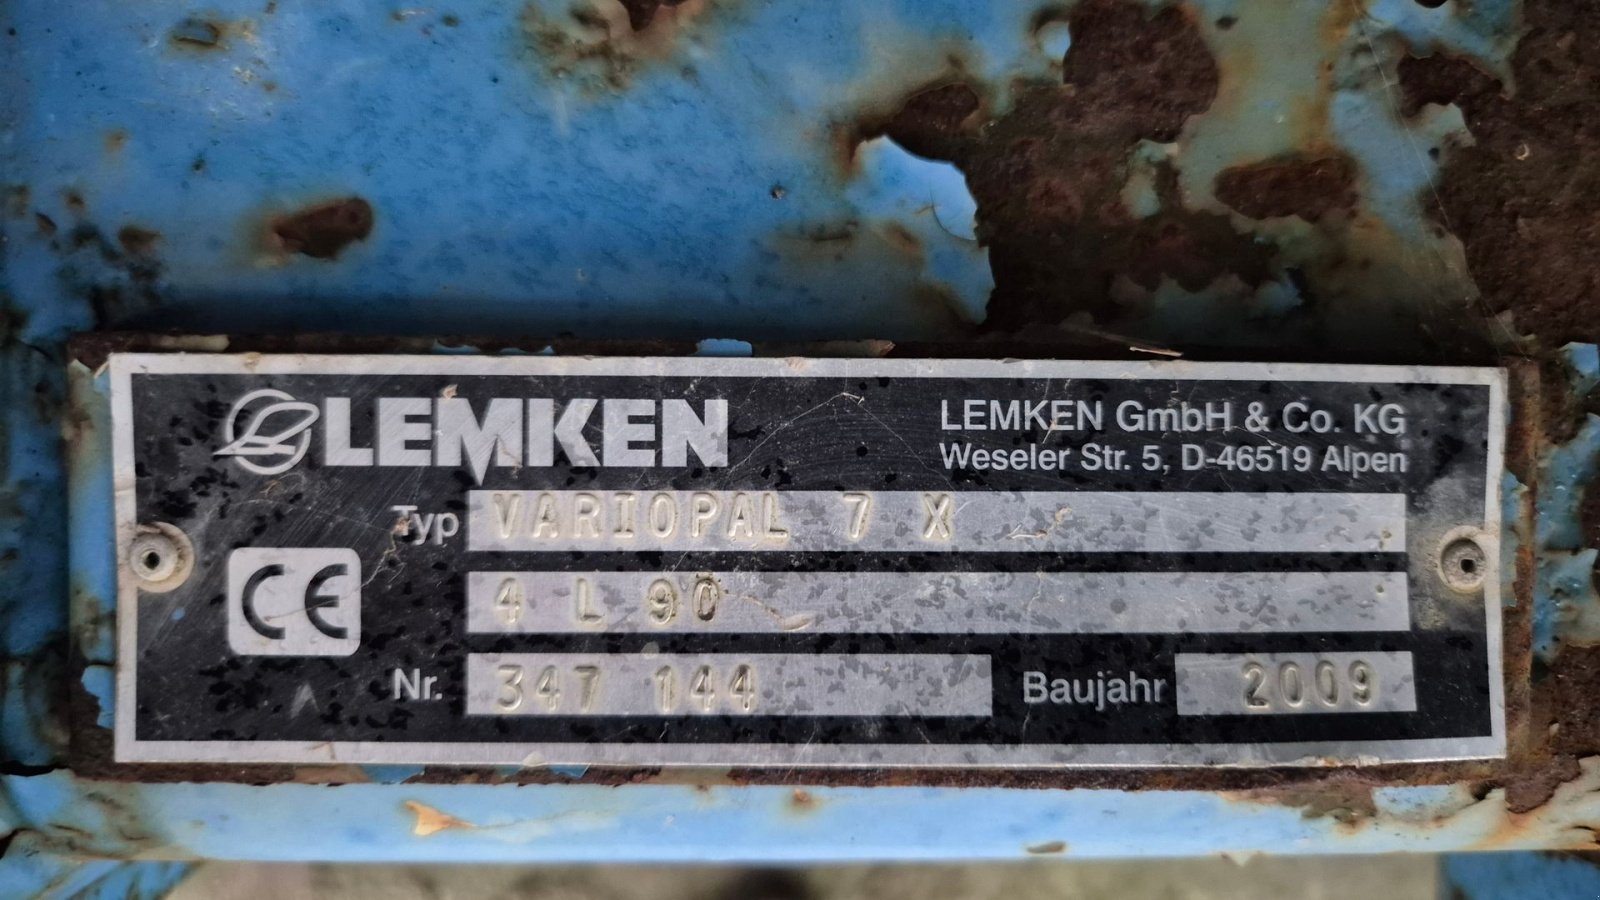 LEMKEN
LEMKEN GmbH & Co. KG
Weseler Str. 5, D-46519 Alpen
Typ VARIOPAL 7 X
4 L 90
CE
Nr. 347 144 Baujahr 2009